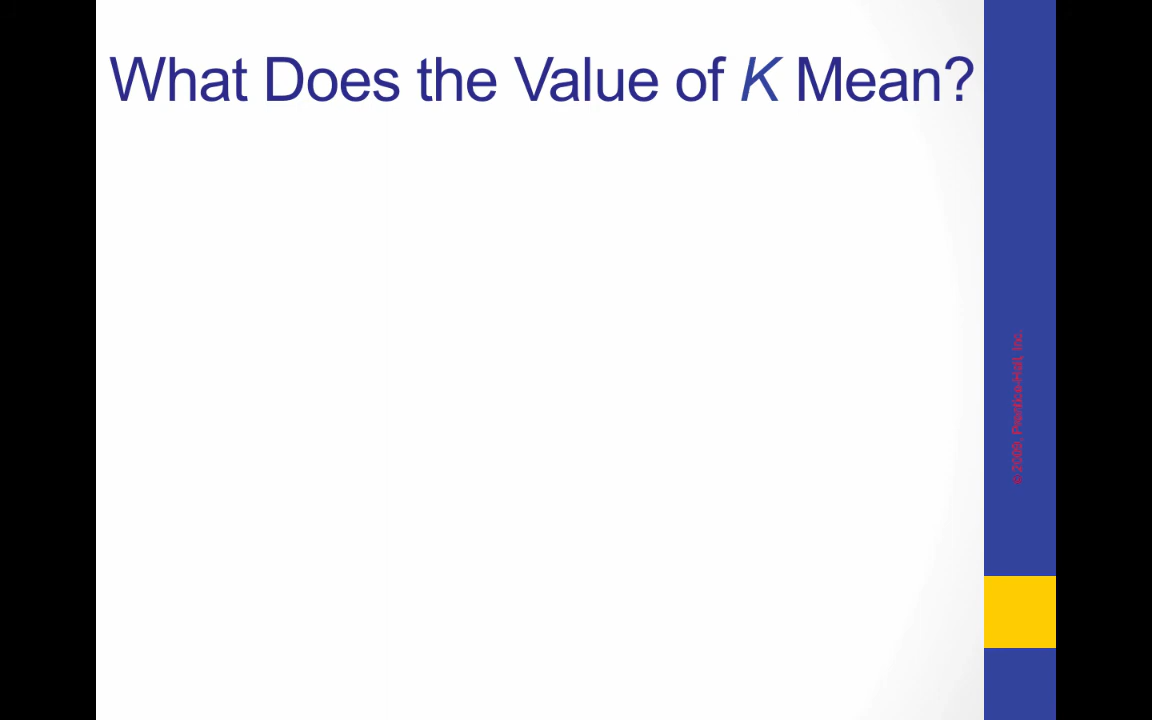 What Does the Value of K Mean?
© 2009, Prentice-Hall, Inc.